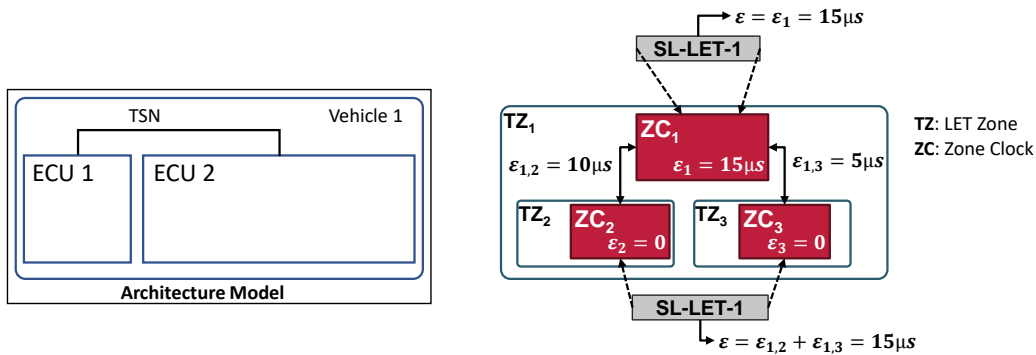 TSN
Vehicle 1
ECU 1
ECU 2
Architecture Model
ε = ε₁ = 15μs
SL-LET-1
TZ₁
ZC₁
ε₁ = 15μs
ε₁,₂ = 10μs
ε₁,₃ = 5μs
TZ₂
ZC₂
ε₂ = 0
TZ₃
ZC₃
ε₃ = 0
SL-LET-1
ε = ε₁,₂ + ε₁,₃ = 15μs
TZ: LET Zone
ZC: Zone Clock